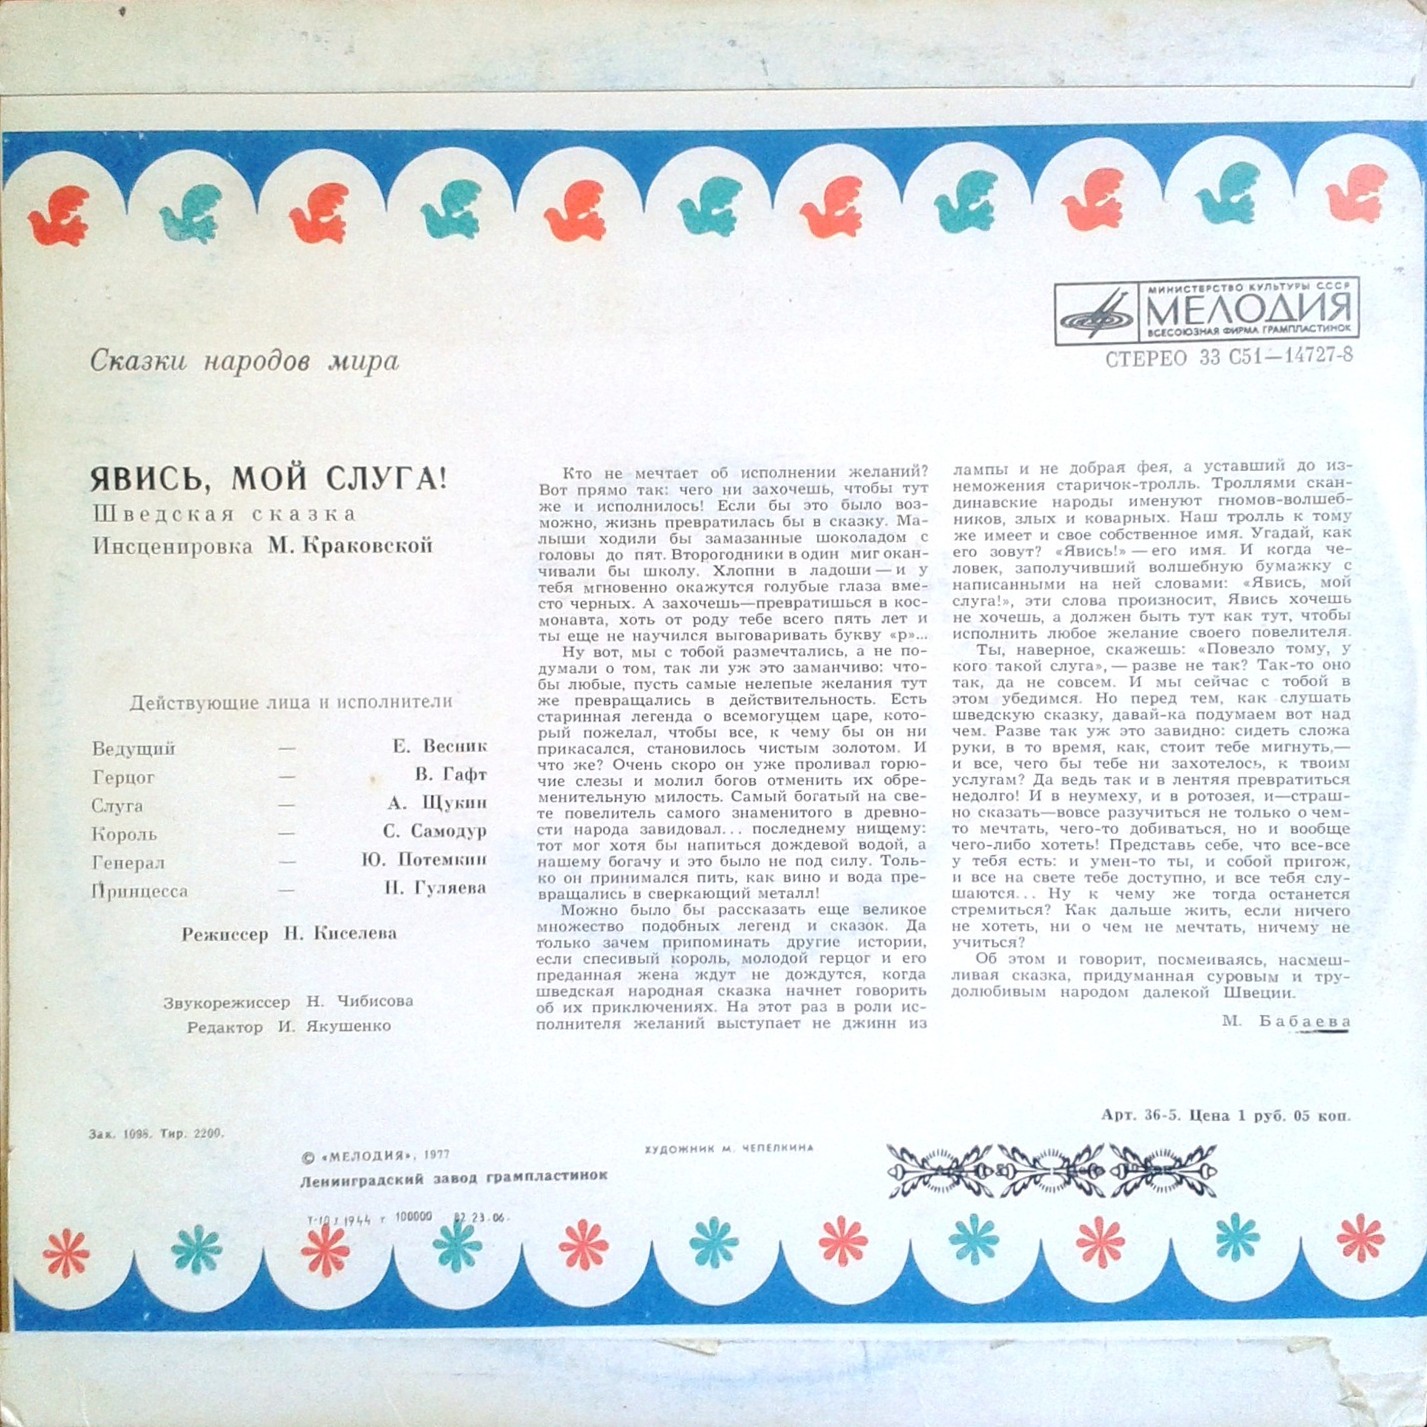 МИНИСТЕРСТВО КУЛЬТУРЫ СССР
МЕЛОДИЯ
ВСЕСОЮЗНАЯ ФИРМА ГРАМПЛАСТИНОК
СТЕРЕО 33 С51—14727-8
Сказки народов мира
ЯВИСЬ, МОЙ СЛУГА!
Шведская сказка
Инсценировка М. Краковской
Действующие лица и исполнители
Ведущий — Е. Весник
Герцог — В. Гафт
Слуга — А. Щукин
Король — С. Самодур
Генерал — Ю. Потемкин
Принцесса — Н. Гуляева
Режиссер Н. Киселева
Звукорежиссер Н. Чибисова
Редактор И. Якушенко
Кто не мечтает об исполнении желаний?
Вот прямо так: чего ни захочешь, чтобы тут
же и исполнилось! Если бы это было воз-
можно, жизнь превратилась бы в сказку. Ма-
лыши ходили бы замазанные шоколадом с
головы до пят. Второгодники в один миг окан-
чивали бы школу. Хлопни в ладоши — и у
тебя мгновенно окажутся голубые глаза вме-
сто черных. А захочешь—превратишься в кос-
монавта, хоть от роду тебе всего пять лет и
ты еще не научился выговаривать букву «р»...
Ну вот, мы с тобой размечтались, а не по-
думали о том, так ли уж это заманчиво: что-
бы любые, пусть самые нелепые желания тут
же превращались в действительность. Есть
старинная легенда о всемогущем царе, кото-
рый пожелал, чтобы все, к чему бы он ни
прикасался, становилось чистым золотом. И
что же? Очень скоро он уже проливал горю-
чие слезы и молил богов отменить их обре-
менительную милость. Самый богатый на све-
те повелитель самого знаменитого в древно-
сти народа завидовал... последнему нищему:
тот мог хотя бы напиться дождевой водой, а
нашему богачу и это было не под силу. Толь-
ко он принимался пить, как вино и вода пре-
вращались в сверкающий металл!
Можно было бы рассказать еще великое
множество подобных легенд и сказок. Да
только зачем припоминать другие истории,
если спесивый король, молодой герцог и его
преданная жена ждут не дождутся, когда
шведская народная сказка начнет говорить
об их приключениях. На этот раз в роли ис-
полнителя желаний выступает не джинн из
лампы и не добрая фея, а уставший до из-
неможения старичок-тролль. Троллями скан-
динавские народы именуют гномов-волшеб-
ников, злых и коварных. Наш тролль к тому
же имеет и свое собственное имя. Угадай, как
его зовут? «Явись!» — его имя. И когда че-
ловек, заполучивший волшебную бумажку с
написанными на ней словами: «Явись, мой
слуга!», эти слова произносит, Явись хочешь
не хочешь, а должен быть тут как тут, чтобы
исполнить любое желание своего повелителя.
Ты, наверное, скажешь: «Повезло тому, у
кого такой слуга», — разве не так? Так-то оно
так, да не совсем. И мы сейчас с тобой в
этом убедимся. Но перед тем, как слушать
шведскую сказку, давай-ка подумаем вот над
чем. Разве так уж это завидно: сидеть сложа
руки, в то время, как, стоит тебе мигнуть,—
и все, чего бы тебе ни захотелось, к твоим
услугам? Да ведь так и в лентяя превратиться
недолго! И в неумеху, и в ротозея, и—страш-
но сказать—вовсе разучиться не только о чем-
то мечтать, чего-то добиваться, но и вообще
чего-либо хотеть! Представь себе, что все-все
у тебя есть: и умен-то ты, и собой пригож,
и все на свете тебе доступно, и все тебя слу-
шаются... Ну к чему же тогда останется
стремиться? Как дальше жить, если ничего
не хотеть, ни о чем не мечтать, ничему не
учиться?
Об этом и говорит, посмеиваясь, насмеш-
ливая сказка, придуманная суровым и тру-
долюбивым народом далекой Швеции.
М. Бабаева
Арт. 36-5. Цена 1 руб. 05 коп.
Зак. 1098. Тир. 2200.
© «МЕЛОДИЯ», 1977
ХУДОЖНИК М. ЧЕПЕЛКИНА
Ленинградский завод грампластинок
1944 г 100000 82 23.06.